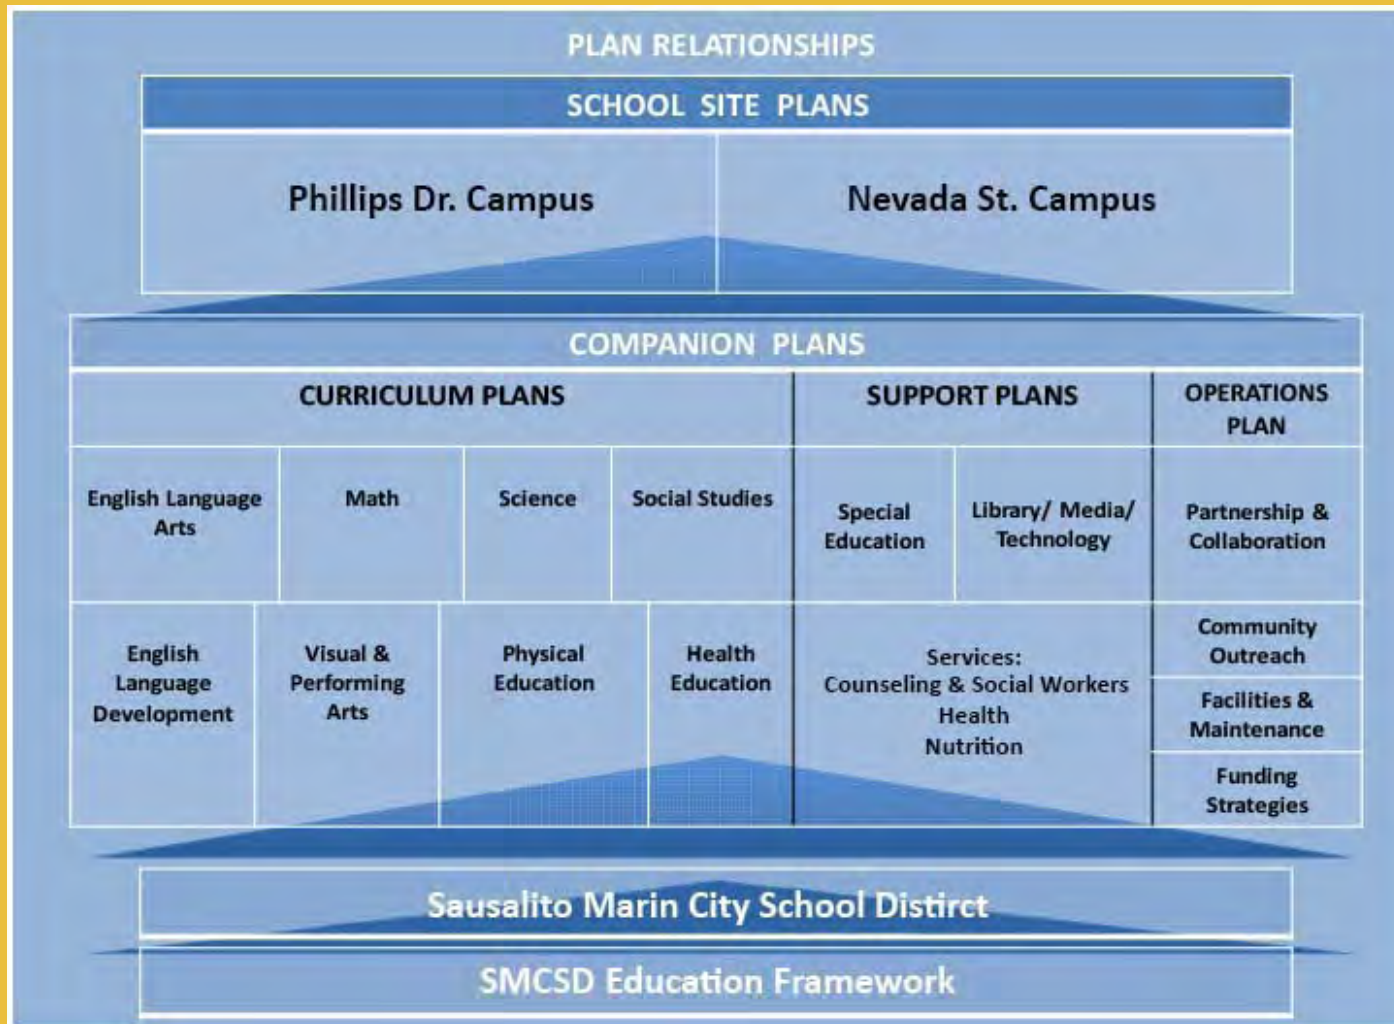 PLAN RELATIONSHIPS
SCHOOL SITE PLANS
Phillips Dr. Campus
Nevada St. Campus
COMPANION PLANS
CURRICULUM PLANS
SUPPORT PLANS
OPERATIONS
PLAN
English Language
Arts
Math
Science
Social Studies
Special
Education
Library/ Media/
Technology
Partnership &
Collaboration
English
Language
Development
Visual &
Performing
Arts
Physical
Education
Health
Education
Services:
Counseling & Social Workers
Health
Nutrition
Community
Outreach
Facilities &
Maintenance
Funding
Strategies
Sausalito Marin City School Distirct
SMCSD Education Framework